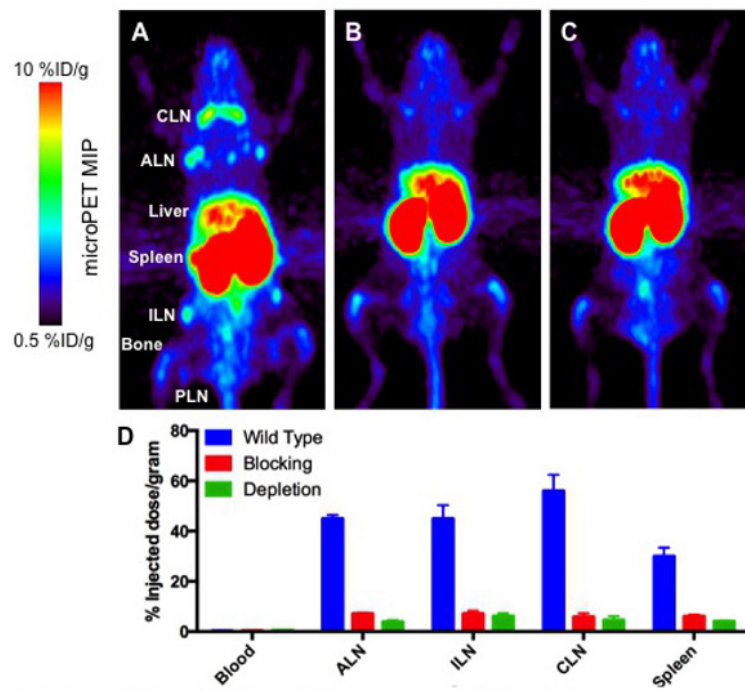 10 %ID/g
microPET MIP
0.5 %ID/g
A
CLN
ALN
Liver
Spleen
ILN
Bone
PLN
B
C
D
% Injected dose/gram
80
60
40
20
0
Wild Type
Blocking
Depletion
Blood
ALN
ILN
CLN
Spleen